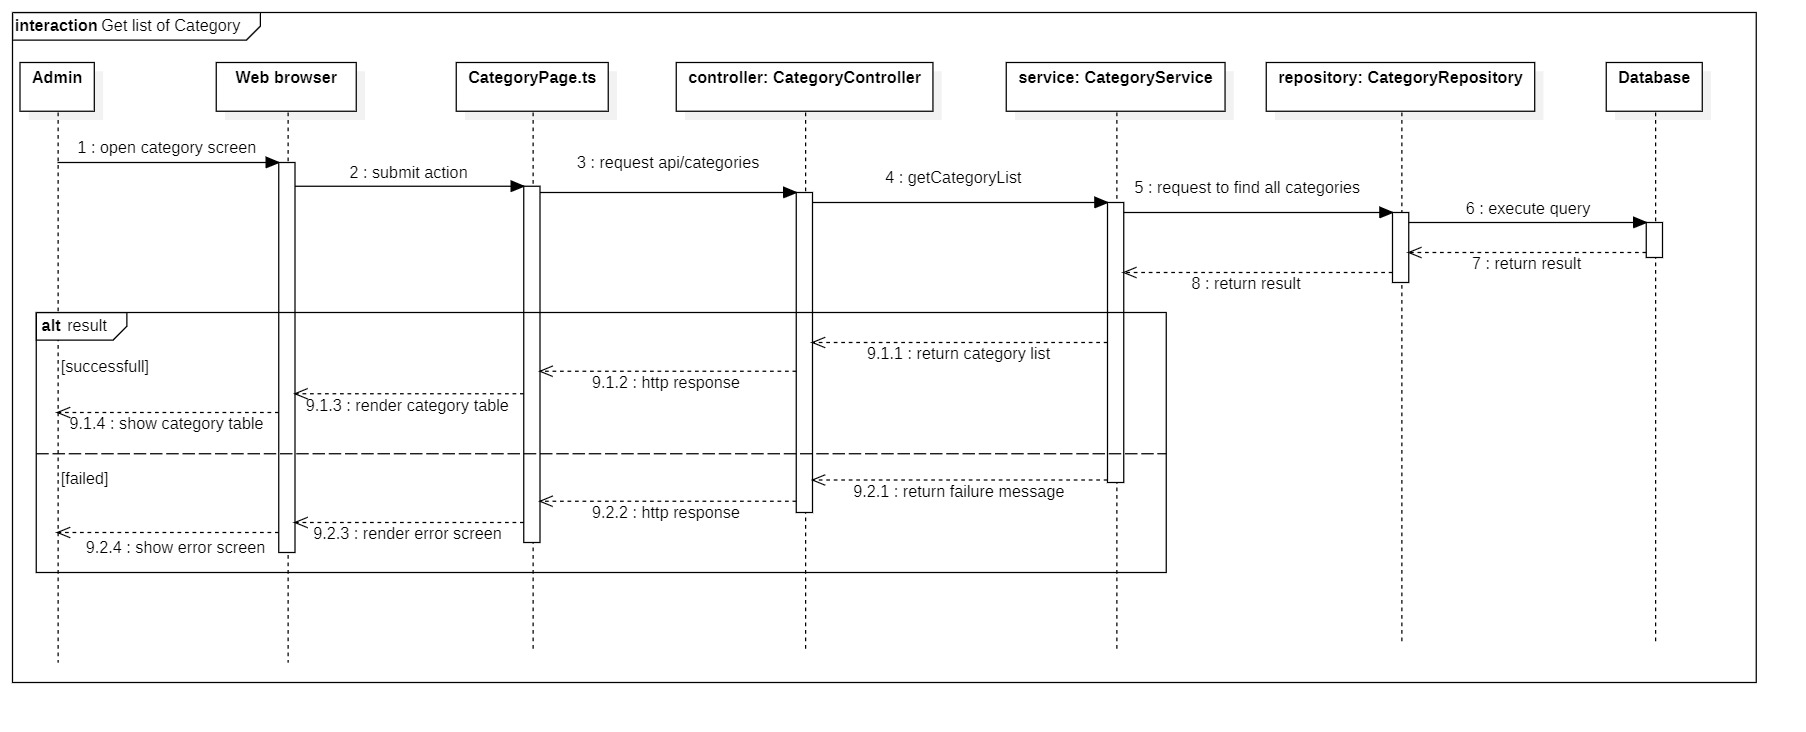 interaction Get list of Category
Admin
Web browser
CategoryPage.ts
controller: CategoryController
service: CategoryService
repository: CategoryRepository
Database
1 : open category screen
2 : submit action
3 : request api/categories
4 : getCategoryList
5 : request to find all categories
6 : execute query
7 : return result
8 : return result
alt result
[successfull]
9.1.1 : return category list
9.1.2 : http response
9.1.3 : render category table
9.1.4 : show category table
[failed]
9.2.1 : return failure message
9.2.2 : http response
9.2.3 : render error screen
9.2.4 : show error screen